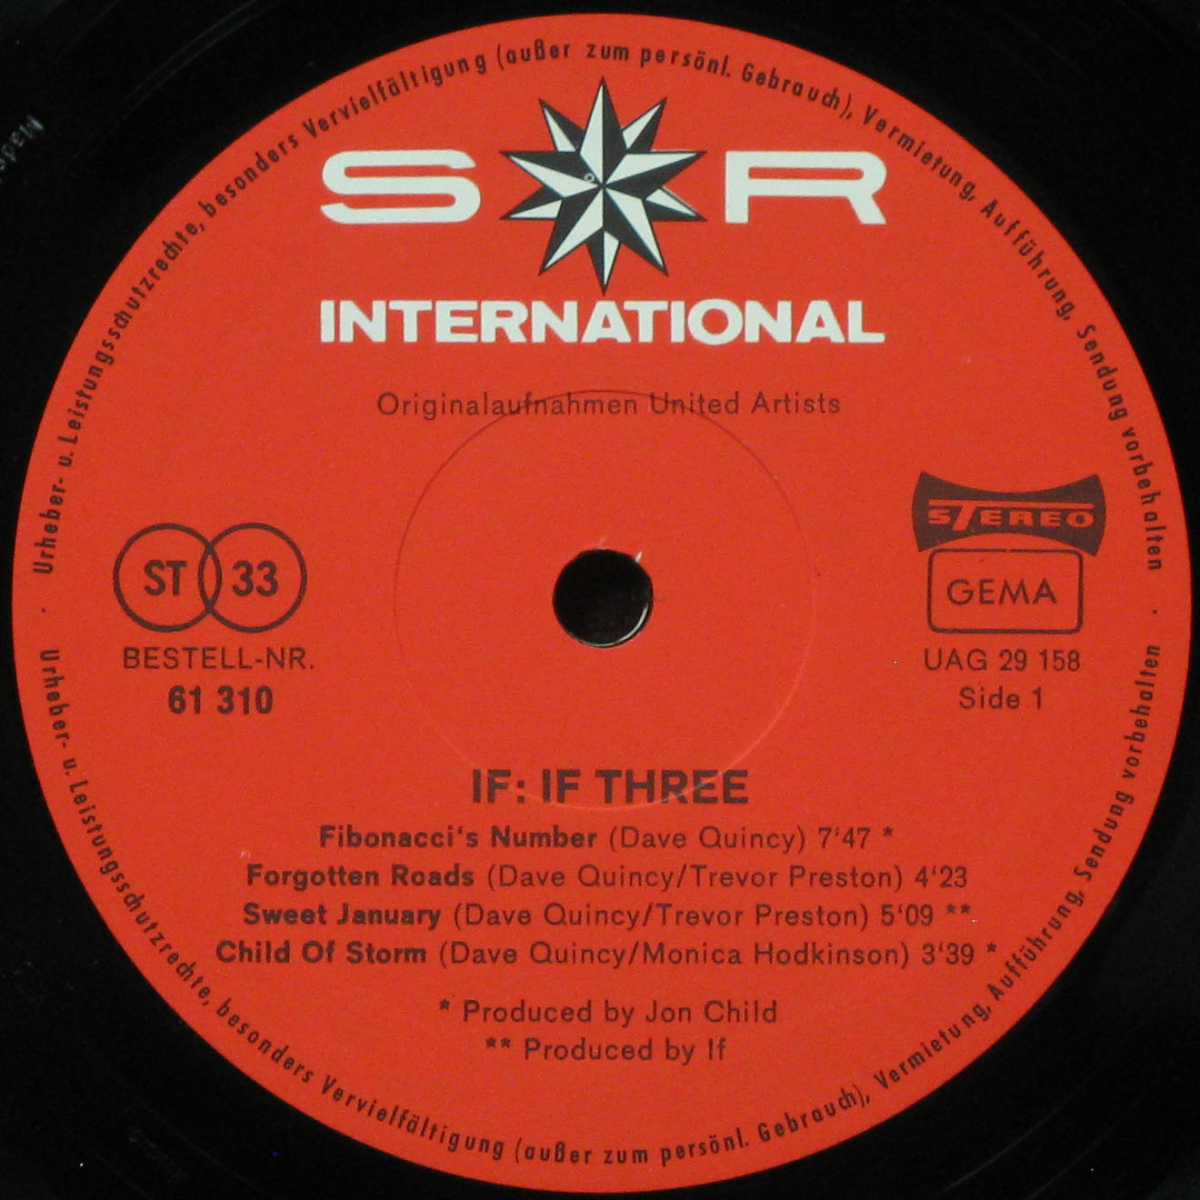 Urheber- u. Leistungsschutzrechte, besonders Vervielfältigung (außer zum persönl. Gebrauch), Vermietung, Aufführung, Sendung vorbehalten
S R
INTERNATIONAL
Originalaufnahmen United Artists
STEREO
ST 33
GEMA
BESTELL-NR.
61 310
UAG 29 158
Side 1
IF: IF THREE
Fibonacci‘s Number (Dave Quincy) 7‘47 *
Forgotten Roads (Dave Quincy/Trevor Preston) 4‘23
Sweet January (Dave Quincy/Trevor Preston) 5‘09 **
Child Of Storm (Dave Quincy/Monica Hodkinson) 3‘39 *
* Produced by Jon Child
** Produced by If
Urheber- u. Leistungsschutzrechte, besonders Vervielfältigung (außer zum persönl. Gebrauch), Vermietung, Aufführung, Sendung vorbehalten